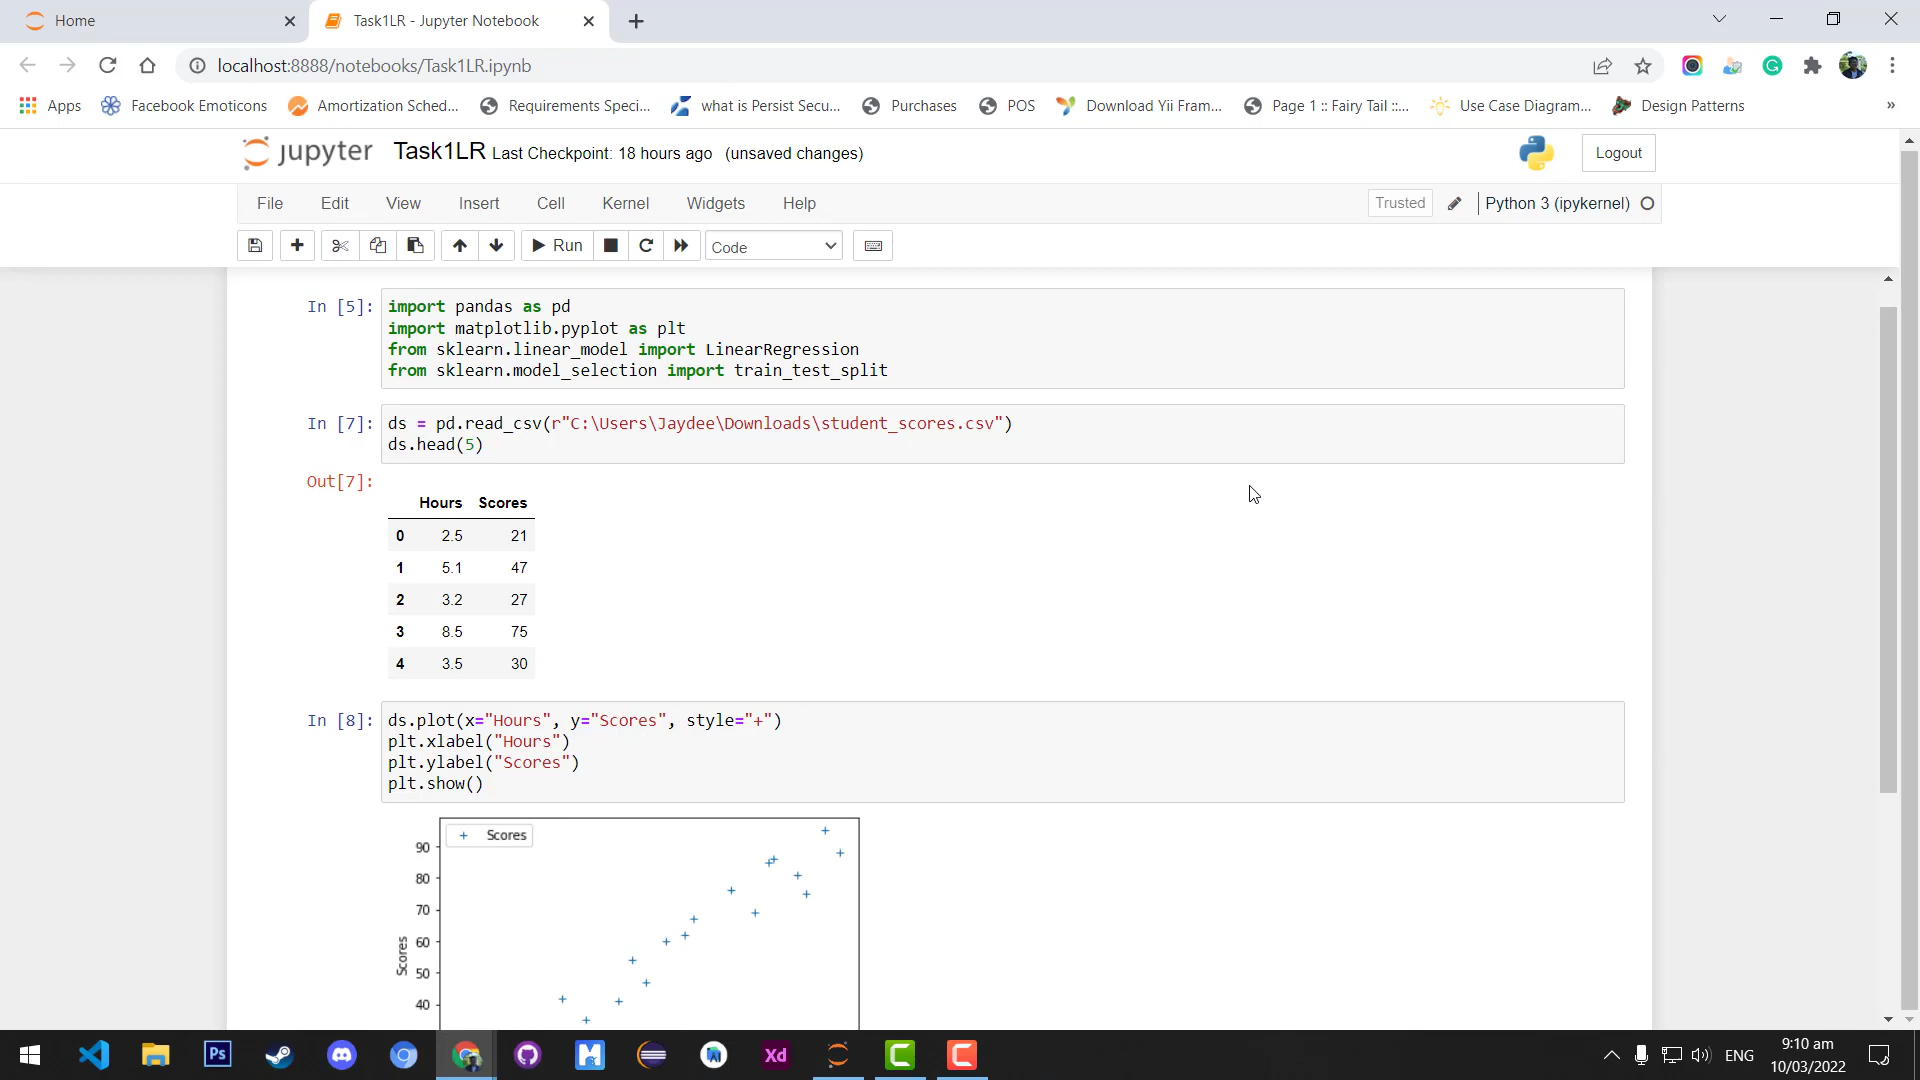 Home
Task1LR - Jupyter Notebook
localhost:8888/notebooks/Task1LR.ipynb
Apps
Facebook Emoticons
Amortization Sched...
Requirements Speci...
what is Persist Secu...
Purchases
POS
Download Yii Fram...
Page 1 :: Fairy Tail ::...
Use Case Diagram...
Design Patterns
»
jupyter Task1LR Last Checkpoint: 18 hours ago (unsaved changes)
Logout
File Edit View Insert Cell Kernel Widgets Help
Trusted
Python 3 (ipykernel)
Run
Code
In [5]: import pandas as pd
import matplotlib.pyplot as plt
from sklearn.linear_model import LinearRegression
from sklearn.model_selection import train_test_split
In [7]: ds = pd.read_csv(r"C:\Users\Jaydee\Downloads\student_scores.csv")
ds.head(5)
Out[7]:
Hours Scores
0 2.5 21
1 5.1 47
2 3.2 27
3 8.5 75
4 3.5 30
In [8]: ds.plot(x="Hours", y="Scores", style="+")
plt.xlabel("Hours")
plt.ylabel("Scores")
plt.show()
+ Scores
90
80
70
60
50
40
Scores
Ps
Xd
ENG
9:10 am
10/03/2022